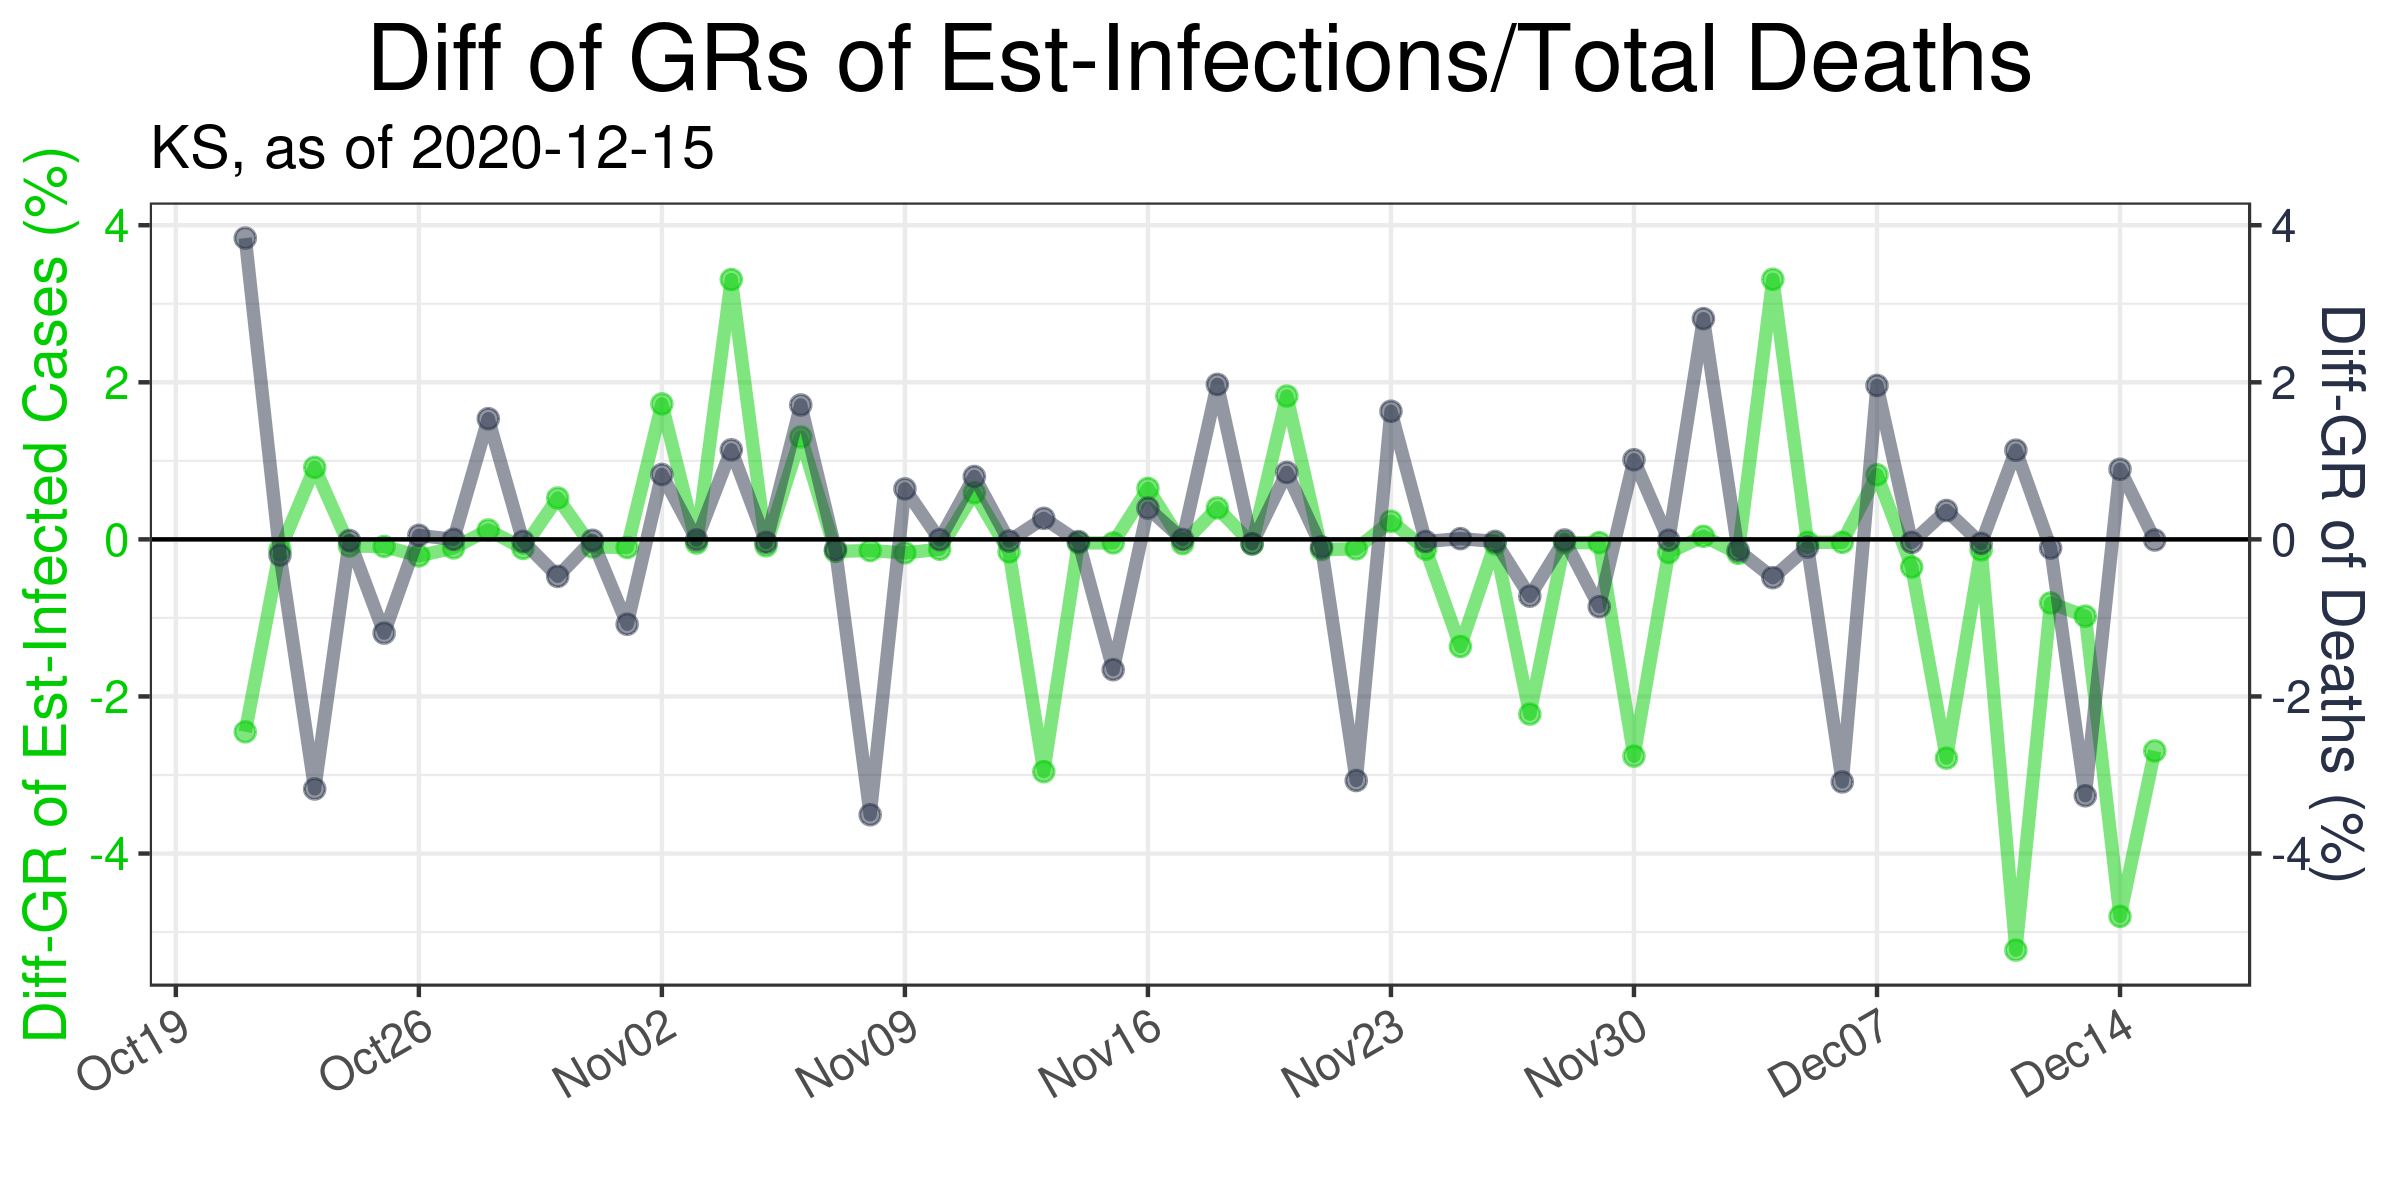 Diff of GRs of Est-Infections/Total Deaths
KS, as of 2020-12-15
Diff-GR of Est-Infected Cases (%)
4
2
0
-2
-4
4
2
0
-2
-4
Diff-GR of Deaths (%)
Oct19
Oct26
Nov02
Nov09
Nov16
Nov23
Nov30
Dec07
Dec14